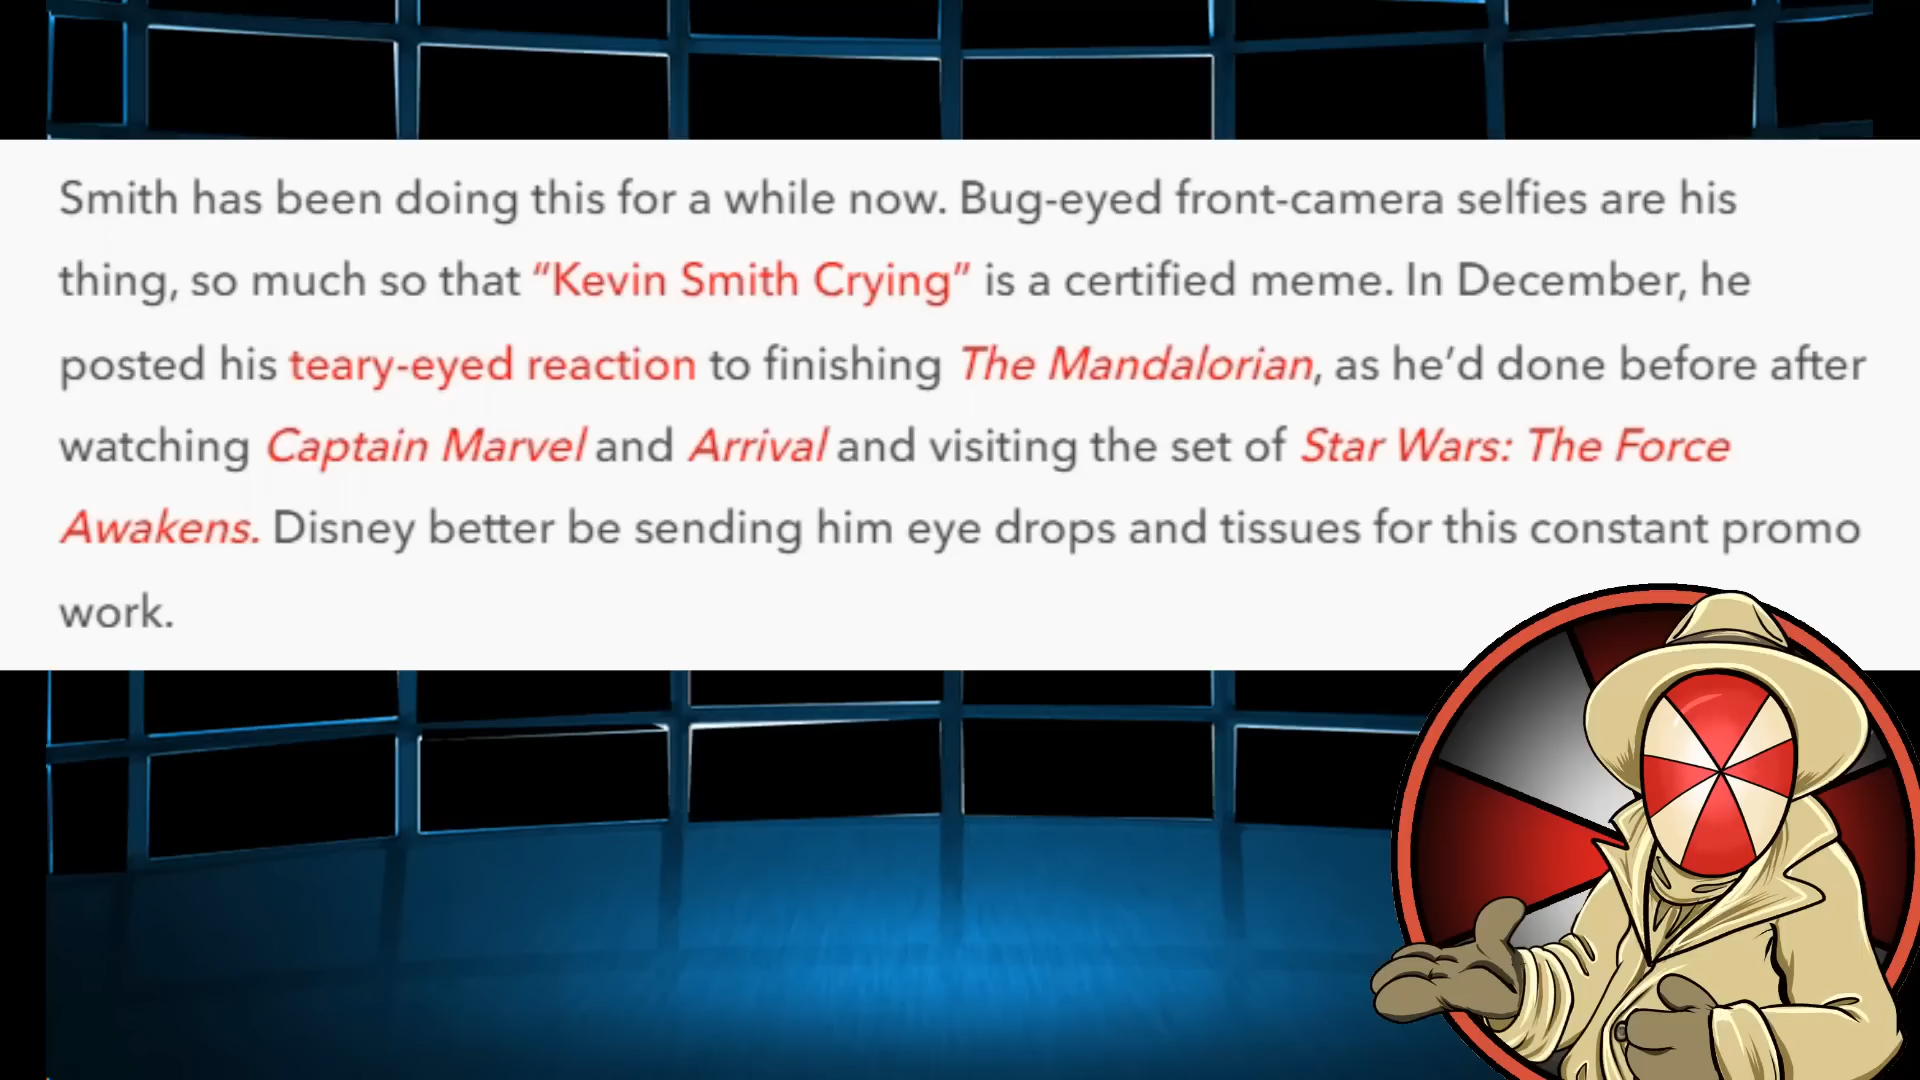 Smith has been doing this for a while now. Bug-eyed front-camera selfies are his
thing, so much so that “Kevin Smith Crying” is a certified meme. In December, he
posted his teary-eyed reaction to finishing The Mandalorian, as he’d done before after
watching Captain Marvel and Arrival and visiting the set of Star Wars: The Force
Awakens. Disney better be sending him eye drops and tissues for this constant promo
work.